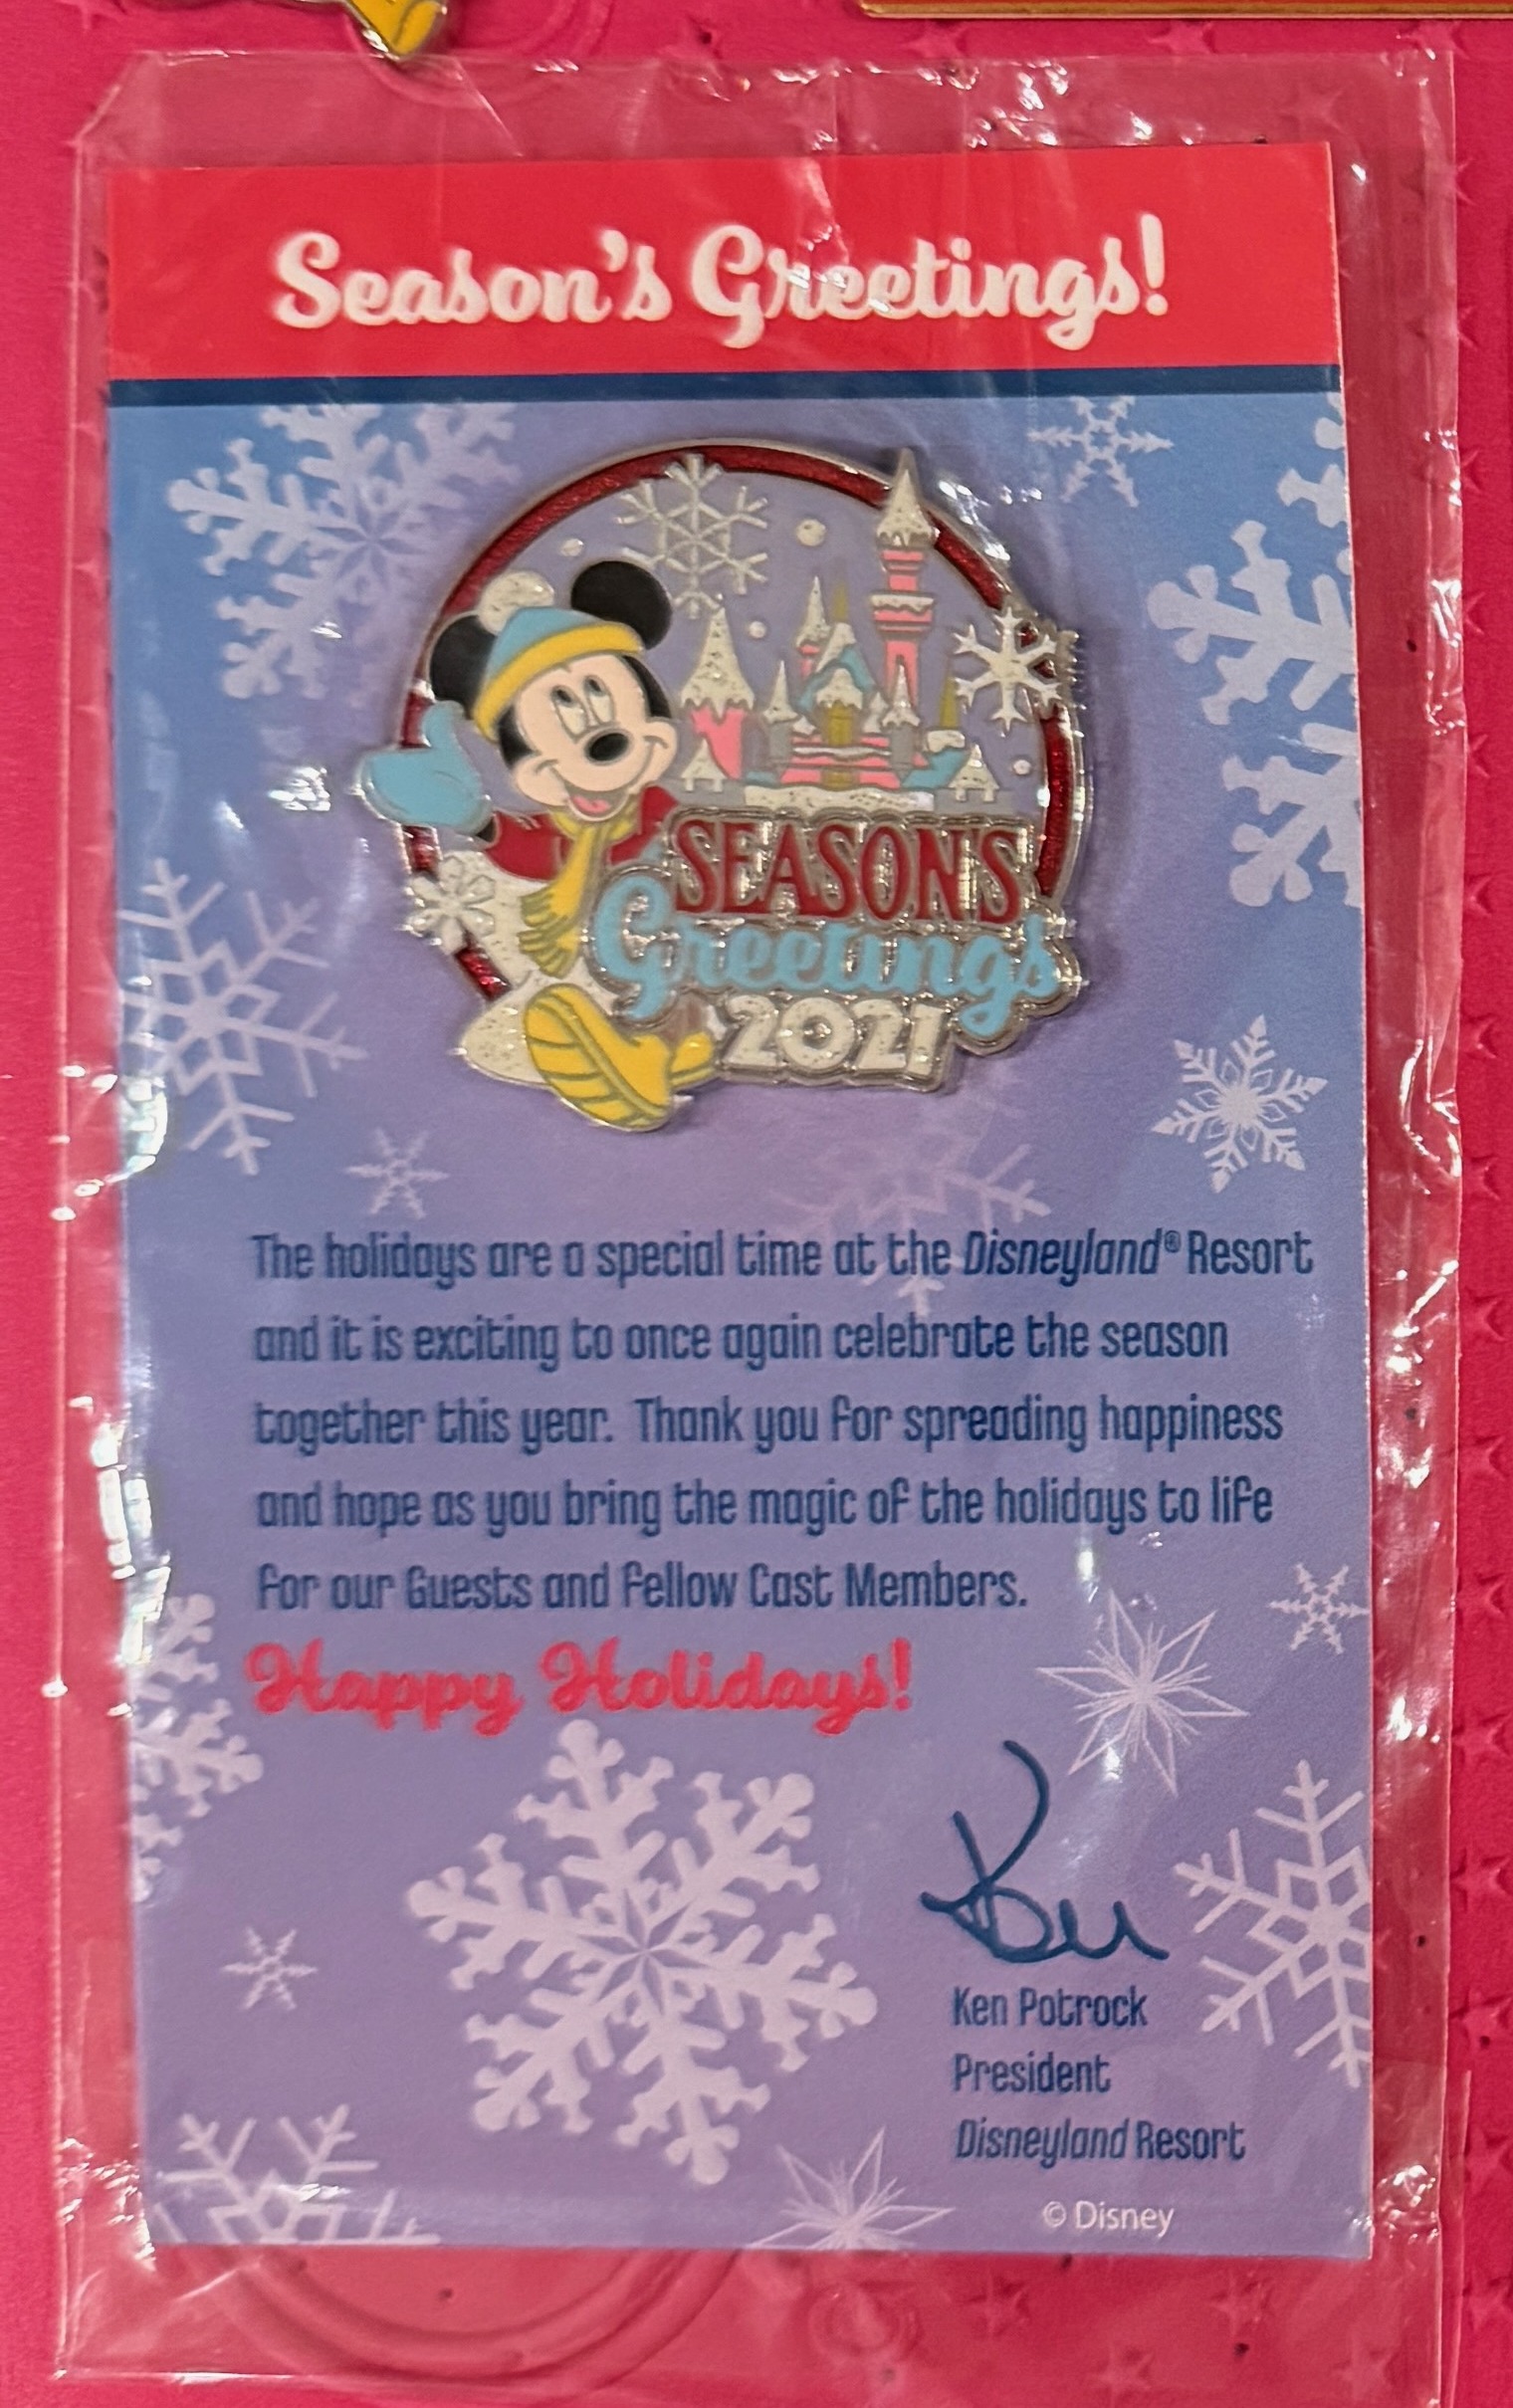 Season's Greetings!
SEASON'S
Greetings
2021
The holidays are a special time at the Disneyland® Resort
and it is exciting to once again celebrate the season
together this year. Thank you for spreading happiness
and hope as you bring the magic of the holidays to life
for our Guests and fellow Cast Members.
Happy Holidays!
Ken
Ken Potrock
President
Disneyland Resort
© Disney